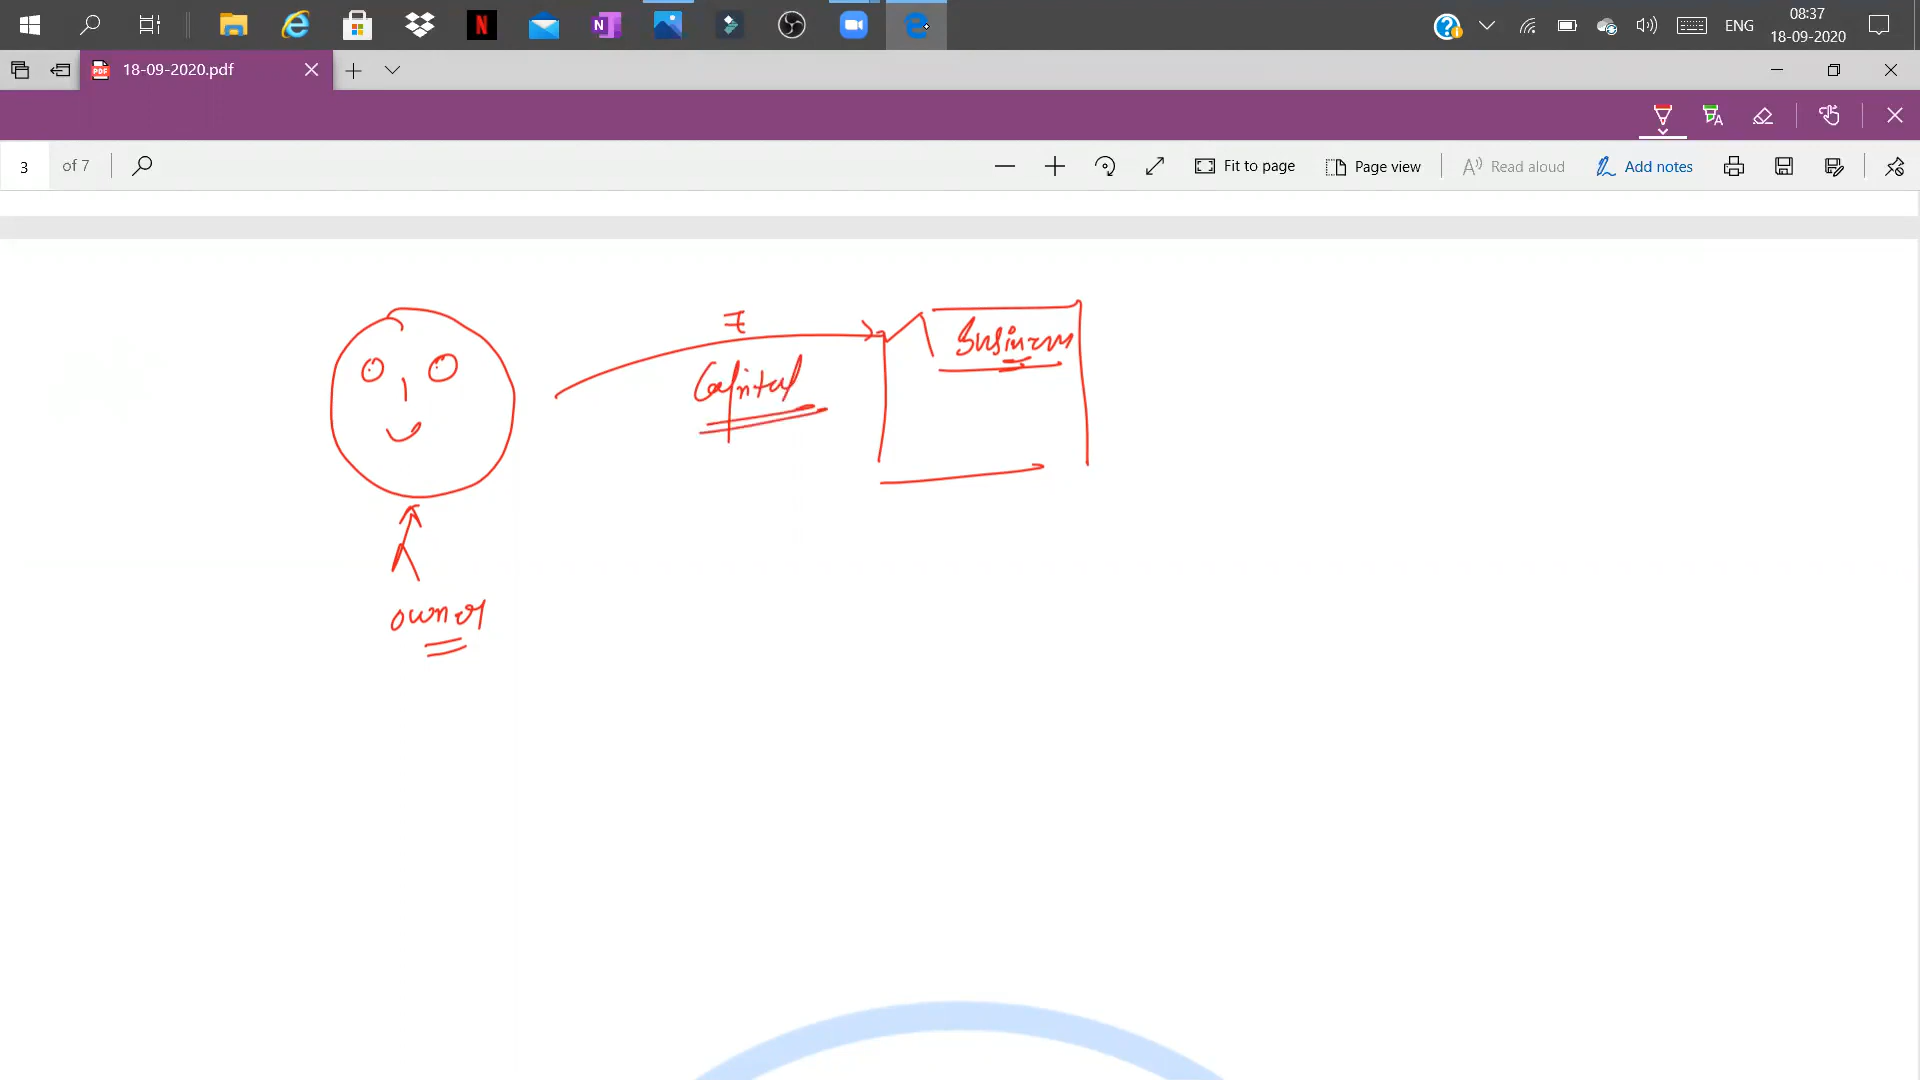 08:37
ENG
18-09-2020
18-09-2020.pdf
3 of 7
Fit to page
Page view
Read aloud
Add notes
₹
Business
Capital
owner